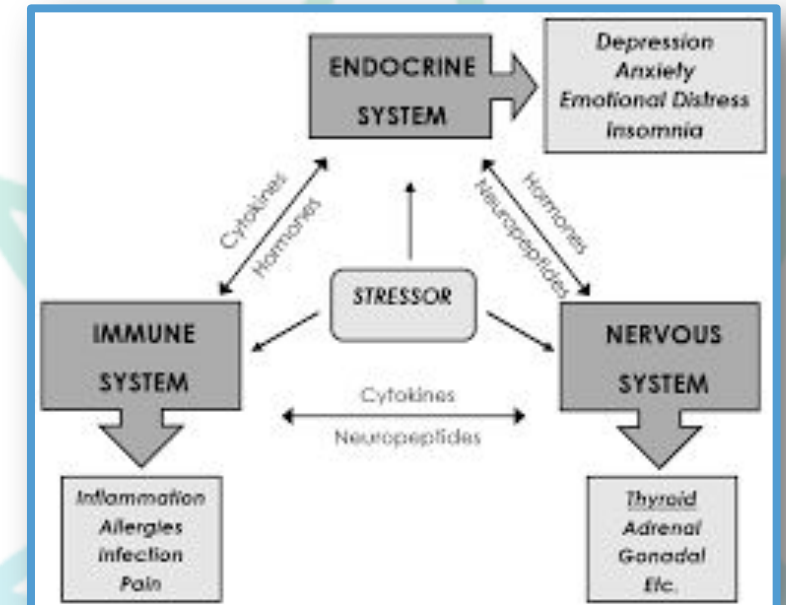 ENDOCRINE
SYSTEM
Depression
Anxiety
Emotional Distress
Insomnia
Cytokines
Hormones
Hormones
Neuropeptides
STRESSOR
IMMUNE
SYSTEM
NERVOUS
SYSTEM
Cytokines
Neuropeptides
Inflammation
Allergies
Infection
Pain
Thyroid
Adrenal
Gonadal
Etc.